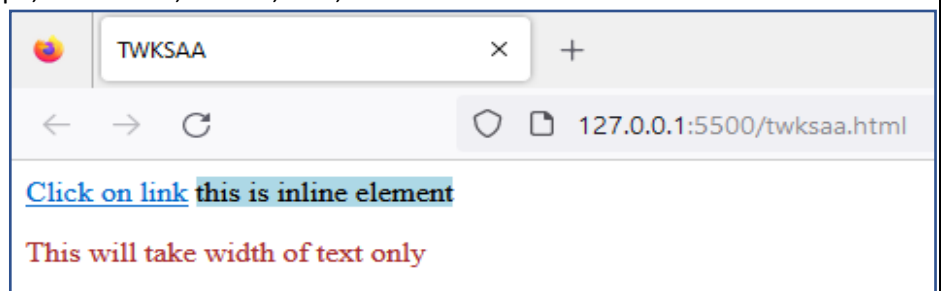 TWKSAA
127.0.0.1:5500/twksaa.html
Click on link this is inline element
This will take width of text only